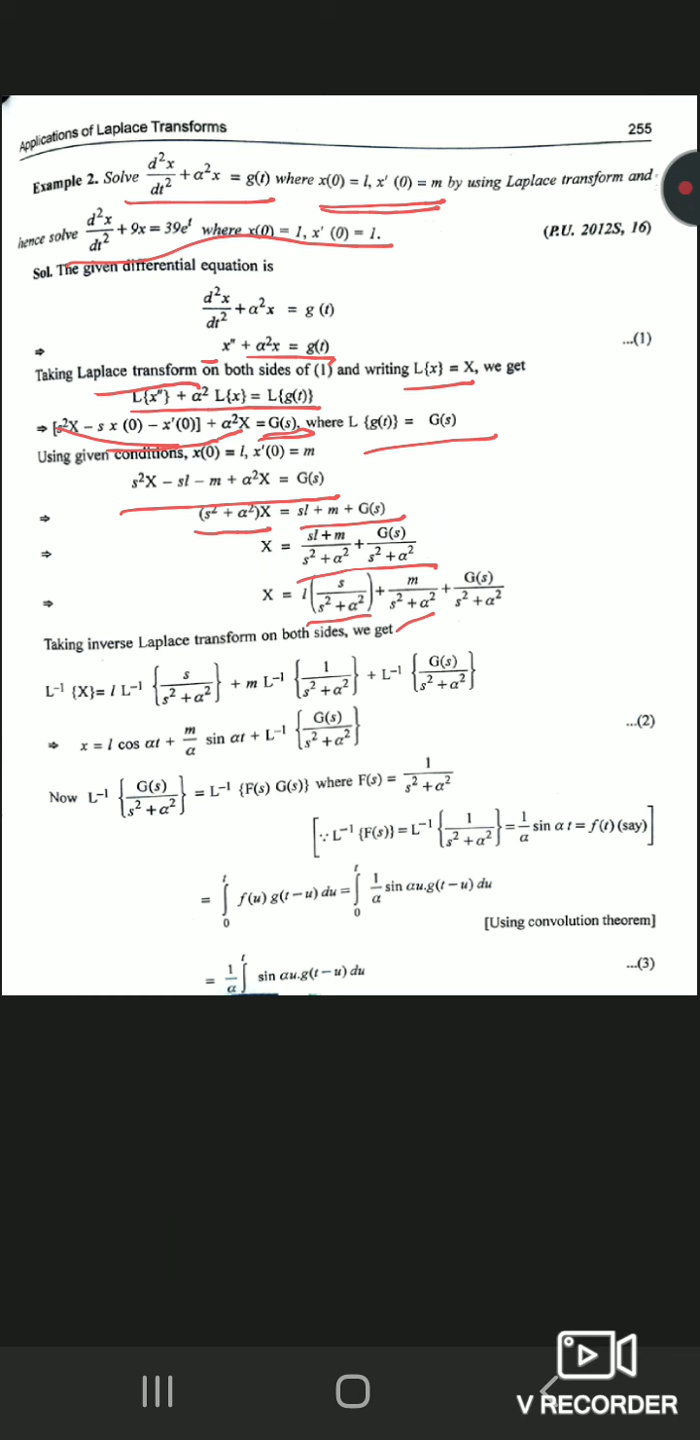 Applications of Laplace Transforms
255
Example 2. Solve d²x/dt² + α²x = g(t) where x(0) = l, x′ (0) = m by using Laplace transform and
hence solve d²x/dt² + 9x = 39eᵗ where x(0) = 1, x′ (0) = 1. (P.U. 2012S, 16)
Sol. The given differential equation is
d²x/dt² + α²x = g (t)
⇒ x″ + α²x = g(t) ...(1)
Taking Laplace transform on both sides of (1) and writing L{x} = X, we get
L{x″} + α² L{x} = L{g(t)}
⇒ [s²X – s x (0) – x′(0)] + α²X = G(s), where L {g(t)} = G(s)
Using given conditions, x(0) = l, x′(0) = m
s²X – sl – m + α²X = G(s)
⇒ (s² + α²)X = sl + m + G(s)
⇒ X = (sl + m)/(s² + α²) + G(s)/(s² + α²)
⇒ X = l(s/(s² + α²)) + m/(s² + α²) + G(s)/(s² + α²)
Taking inverse Laplace transform on both sides, we get
L⁻¹ {X}= l L⁻¹ {s/(s² + α²)} + m L⁻¹ {1/(s² + α²)} + L⁻¹ {G(s)/(s² + α²)}
⇒ x = l cos αt + m/α sin αt + L⁻¹ {G(s)/(s² + α²)} ...(2)
Now L⁻¹ {G(s)/(s² + α²)} = L⁻¹ {F(s) G(s)} where F(s) = 1/(s² + α²)
[∵ L⁻¹ {F(s)} = L⁻¹ {1/(s² + α²)} = 1/α sin α t = f(t) (say)]
= ∫₀ᵗ f(u) g(t – u) du = ∫₀ᵗ 1/α sin αu.g(t – u) du
[Using convolution theorem]
= 1/α ∫ᵗ sin αu.g(t – u) du ...(3)
V RECORDER